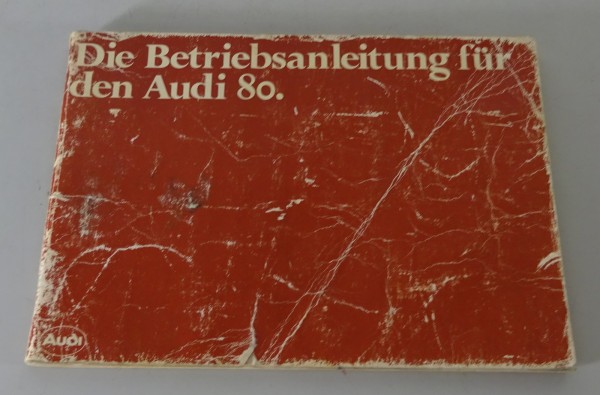 Die Betriebsanleitung für
den Audi 80.
Audi